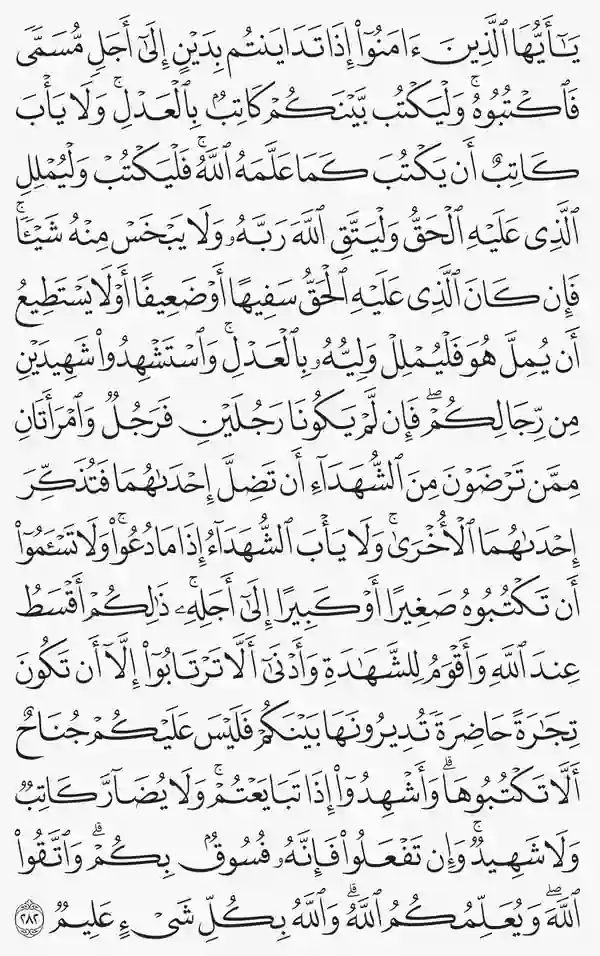 يَٰٓأَيُّهَا ٱلَّذِينَ ءَامَنُوٓا۟ إِذَا تَدَايَنتُم بِدَيْنٍ إِلَىٰٓ أَجَلٍ مُّسَمًّى
فَٱكْتُبُوهُ ۚ وَلْيَكْتُب بَّيْنَكُمْ كَاتِبٌۢ بِٱلْعَدْلِ ۚ وَلَا يَأْبَ
كَاتِبٌ أَن يَكْتُبَ كَمَا عَلَّمَهُ ٱللَّهُ ۚ فَلْيَكْتُبْ وَلْيُمْلِلِ
ٱلَّذِى عَلَيْهِ ٱلْحَقُّ وَلْيَتَّقِ ٱللَّهَ رَبَّهُۥ وَلَا يَبْخَسْ مِنْهُ شَيْـًٔا ۚ
فَإِن كَانَ ٱلَّذِى عَلَيْهِ ٱلْحَقُّ سَفِيهًا أَوْ ضَعِيفًا أَوْ لَا يَسْتَطِيعُ
أَن يُمِلَّ هُوَ فَلْيُمْلِلْ وَلِيُّهُۥ بِٱلْعَدْلِ ۚ وَٱسْتَشْهِدُوا۟ شَهِيدَيْنِ
مِن رِّجَالِكُمْ ۖ فَإِن لَّمْ يَكُونَا رَجُلَيْنِ فَرَجُلٌ وَٱمْرَأَتَانِ
مِمَّن تَرْضَوْنَ مِنَ ٱلشُّهَدَآءِ أَن تَضِلَّ إِحْدَىٰهُمَا فَتُذَكِّرَ
إِحْدَىٰهُمَا ٱلْأُخْرَىٰ ۚ وَلَا يَأْبَ ٱلشُّهَدَآءُ إِذَا مَا دُعُوا۟ ۚ وَلَا تَسْـَٔمُوٓا۟
أَن تَكْتُبُوهُ صَغِيرًا أَوْ كَبِيرًا إِلَىٰٓ أَجَلِهِۦ ۚ ذَٰلِكُمْ أَقْسَطُ
عِندَ ٱللَّهِ وَأَقْوَمُ لِلشَّهَٰدَةِ وَأَدْنَىٰٓ أَلَّا تَرْتَابُوٓا۟ ۖ إِلَّآ أَن تَكُونَ
تِجَٰرَةً حَاضِرَةً تُدِيرُونَهَا بَيْنَكُمْ فَلَيْسَ عَلَيْكُمْ جُنَاحٌ
أَلَّا تَكْتُبُوهَا ۗ وَأَشْهِدُوٓا۟ إِذَا تَبَايَعْتُمْ ۚ وَلَا يُضَآرَّ كَاتِبٌ
وَلَا شَهِيدٌ ۚ وَإِن تَفْعَلُوا۟ فَإِنَّهُۥ فُسُوقٌۢ بِكُمْ ۗ وَٱتَّقُوا۟
ٱللَّهَ ۖ وَيُعَلِّمُكُمُ ٱللَّهُ ۗ وَٱللَّهُ بِكُلِّ شَىْءٍ عَلِيمٌ ٢٨٢